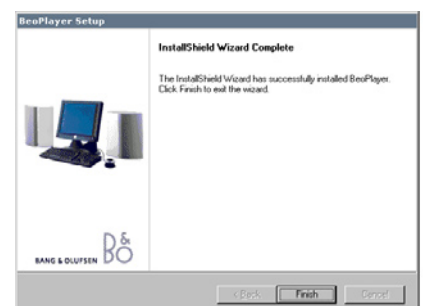 BeoPlayer Setup
InstallShield Wizard Complete
The InstallShield Wizard has successfully installed BeoPlayer.
Click Finish to exit the wizard.
BANG & OLUFSEN B&O
< Back Finish Cancel